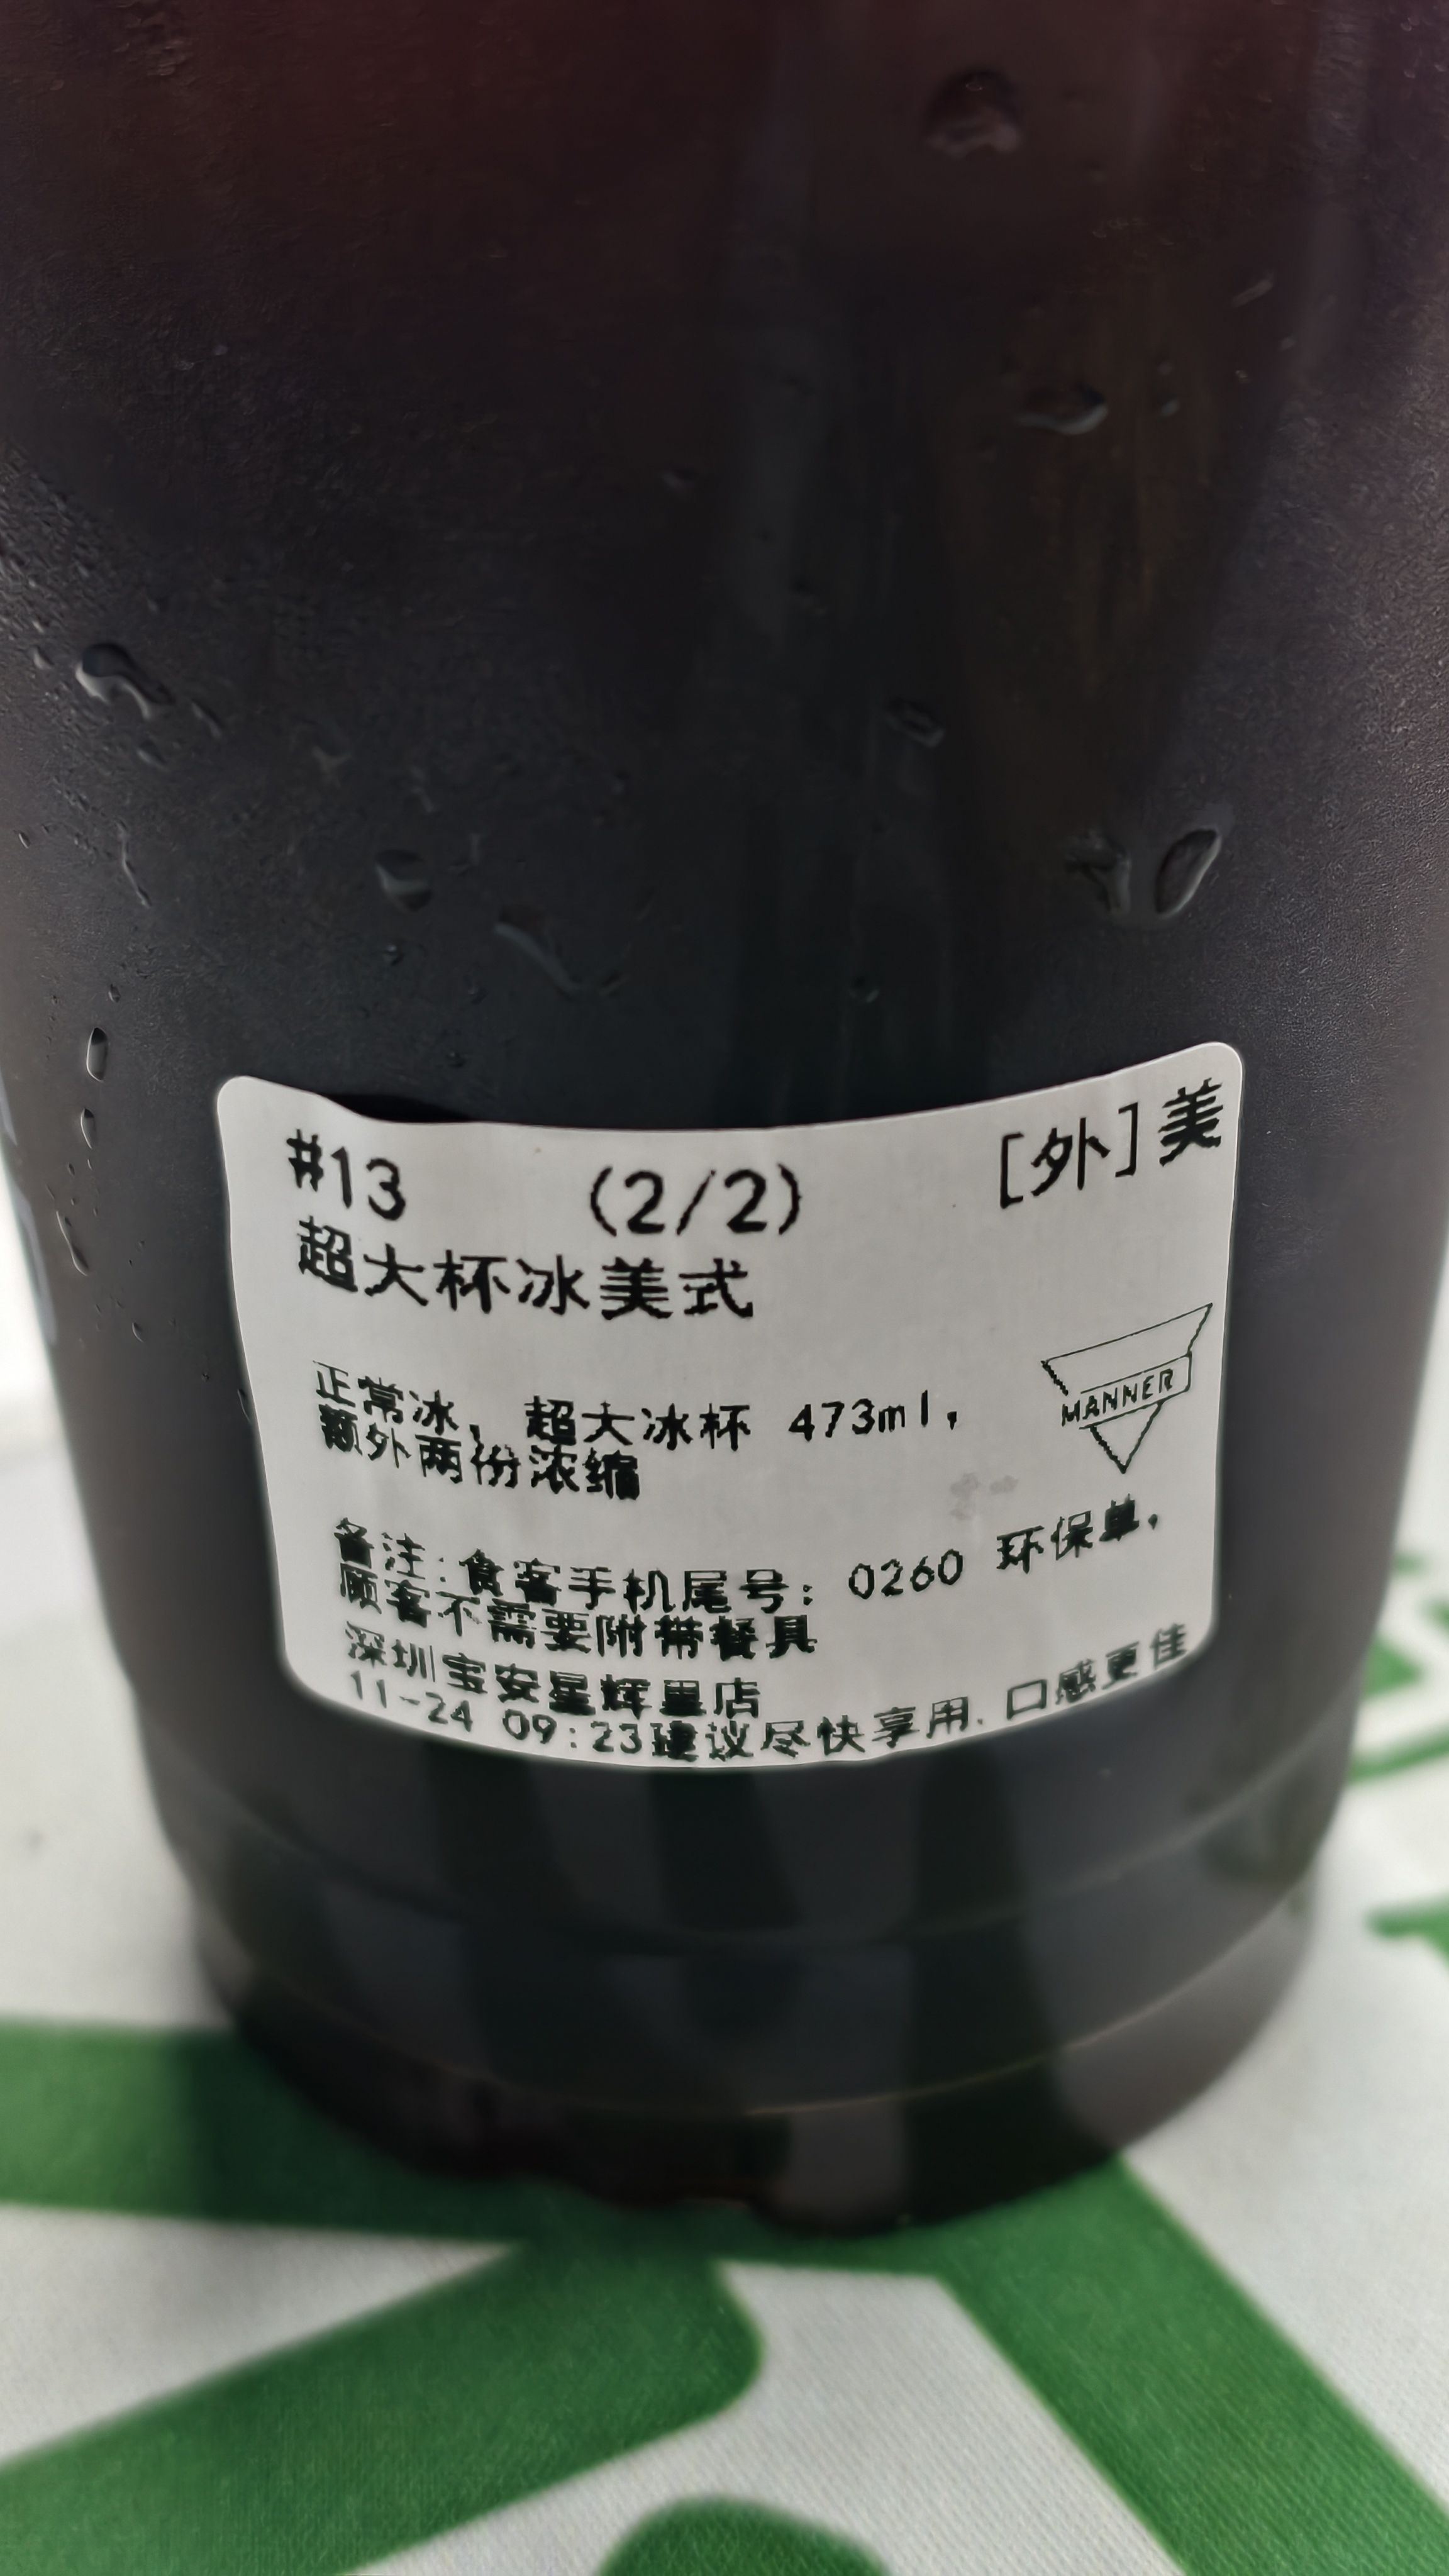 #13 (2/2) [外]美
超大杯冰美式
正常冰, 超大冰杯 473ml,
额外两份浓缩
MANNER
备注:食客手机尾号: 0260 环保单,
顾客不需要附带餐具
深圳宝安星辉里店
11-24 09:23建议尽快享用,口感更佳